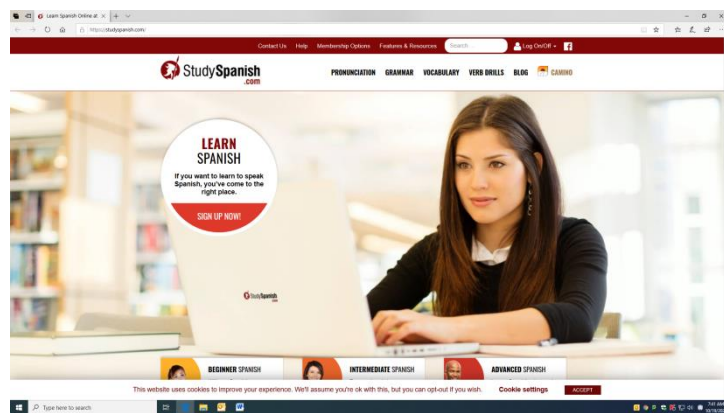 Learn Spanish Online at
https://studyspanish.com/
Contact Us Help Membership Options Features & Resources Search Log On/Off
StudySpanish
.com
PRONUNCIATION GRAMMAR VOCABULARY VERB DRILLS BLOG CAMINO
LEARN
SPANISH
If you want to learn to speak
Spanish, you've come to the
right place.
SIGN UP NOW!
StudySpanish
.com
BEGINNER SPANISH
INTERMEDIATE SPANISH
ADVANCED SPANISH
This website uses cookies to improve your experience. We'll assume you're ok with this, but you can opt-out if you wish. Cookie settings ACCEPT
Type here to search
7:41 AM